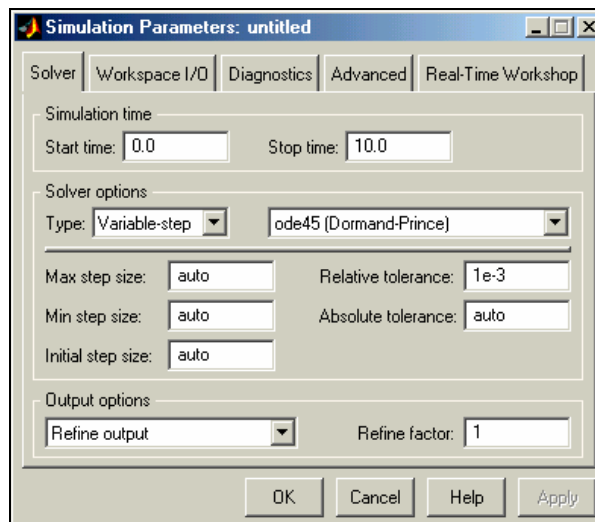 Simulation Parameters: untitled
Solver Workspace I/O Diagnostics Advanced Real-Time Workshop
Simulation time
Start time: 0.0 Stop time: 10.0
Solver options
Type: Variable-step ode45 (Dormand-Prince)
Max step size: auto Relative tolerance: 1e-3
Min step size: auto Absolute tolerance: auto
Initial step size: auto
Output options
Refine output Refine factor: 1
OK Cancel Help Apply